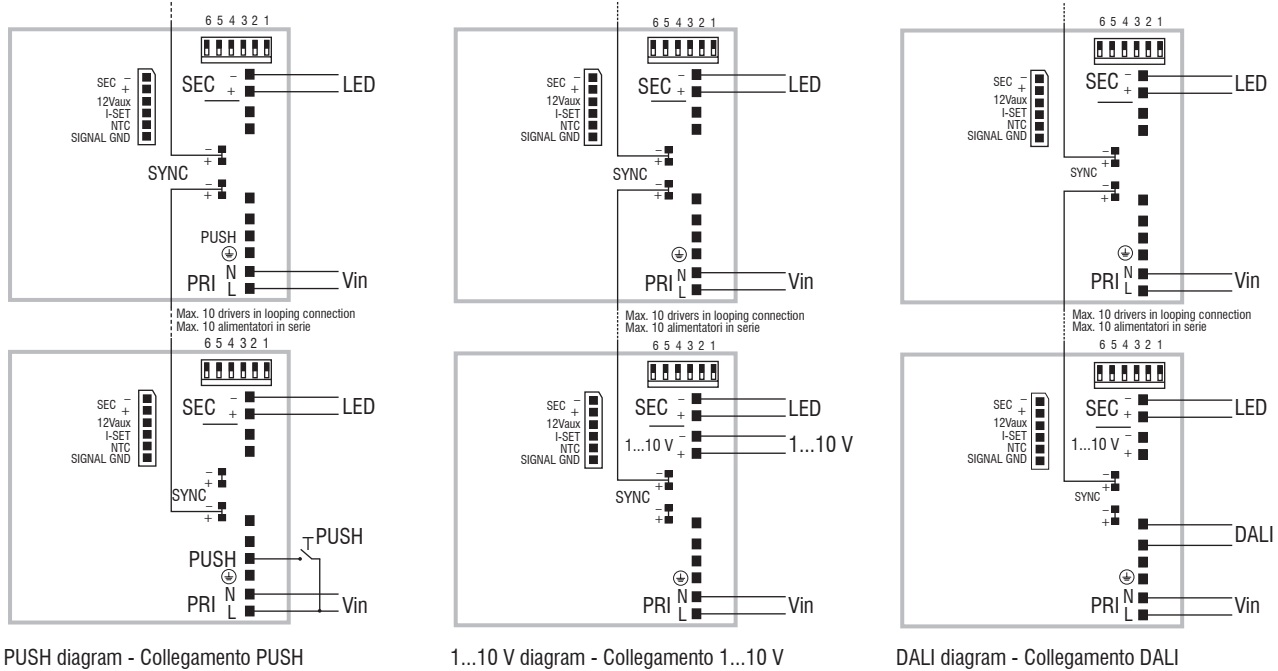 6 5 4 3 2 1
SEC −
+
12Vaux
I-SET
NTC
SIGNAL GND
SEC −
+
LED
−
+
SYNC
−
+
PUSH
N
PRI
L
Vin
Max. 10 drivers in looping connection
Max. 10 alimentatori in serie
6 5 4 3 2 1
SEC −
+
12Vaux
I-SET
NTC
SIGNAL GND
SEC −
+
LED
−
+
SYNC
−
+
PUSH
PUSH
N
PRI
L
Vin
PUSH diagram - Collegamento PUSH
6 5 4 3 2 1
SEC −
+
12Vaux
I-SET
NTC
SIGNAL GND
SEC −
+
LED
−
+
SYNC
−
+
N
PRI
L
Vin
Max. 10 drivers in looping connection
Max. 10 alimentatori in serie
6 5 4 3 2 1
SEC −
+
12Vaux
I-SET
NTC
SIGNAL GND
SEC −
+
LED
1...10 V −
+
1...10 V
−
+
SYNC
−
+
N
PRI
L
Vin
1...10 V diagram - Collegamento 1...10 V
6 5 4 3 2 1
SEC −
+
12Vaux
I-SET
NTC
SIGNAL GND
SEC −
+
LED
−
+
SYNC
−
+
N
PRI
L
Vin
Max. 10 drivers in looping connection
Max. 10 alimentatori in serie
6 5 4 3 2 1
SEC −
+
12Vaux
I-SET
NTC
SIGNAL GND
SEC −
+
LED
1...10 V −
+
−
+
SYNC
−
+
DALI
N
PRI
L
Vin
DALI diagram - Collegamento DALI